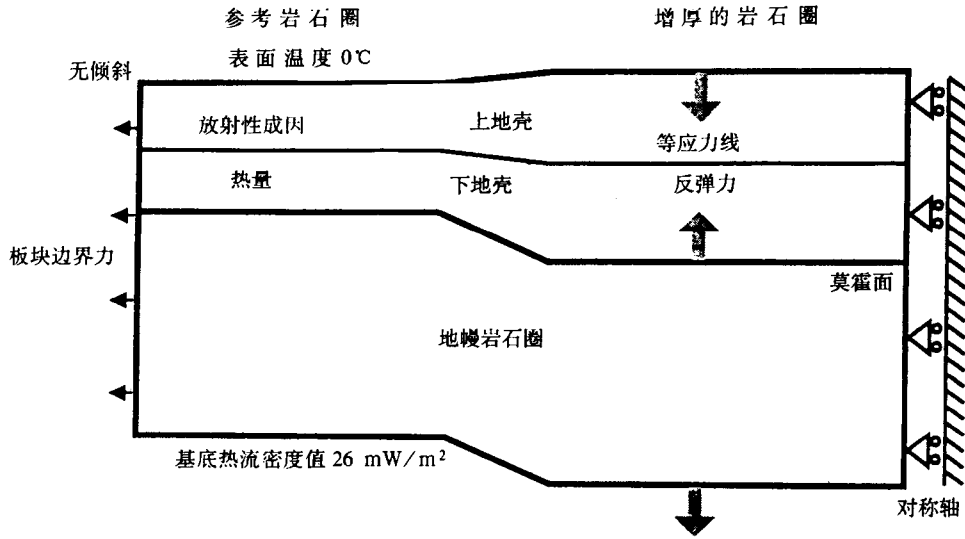 参考岩石圈
增厚的岩石圈
表面温度0℃
无倾斜
放射性成因
上地壳
等应力线
热量
下地壳
反弹力
板块边界力
莫霍面
地幔岩石圈
基底热流密度值 26 mW/m²
对称轴